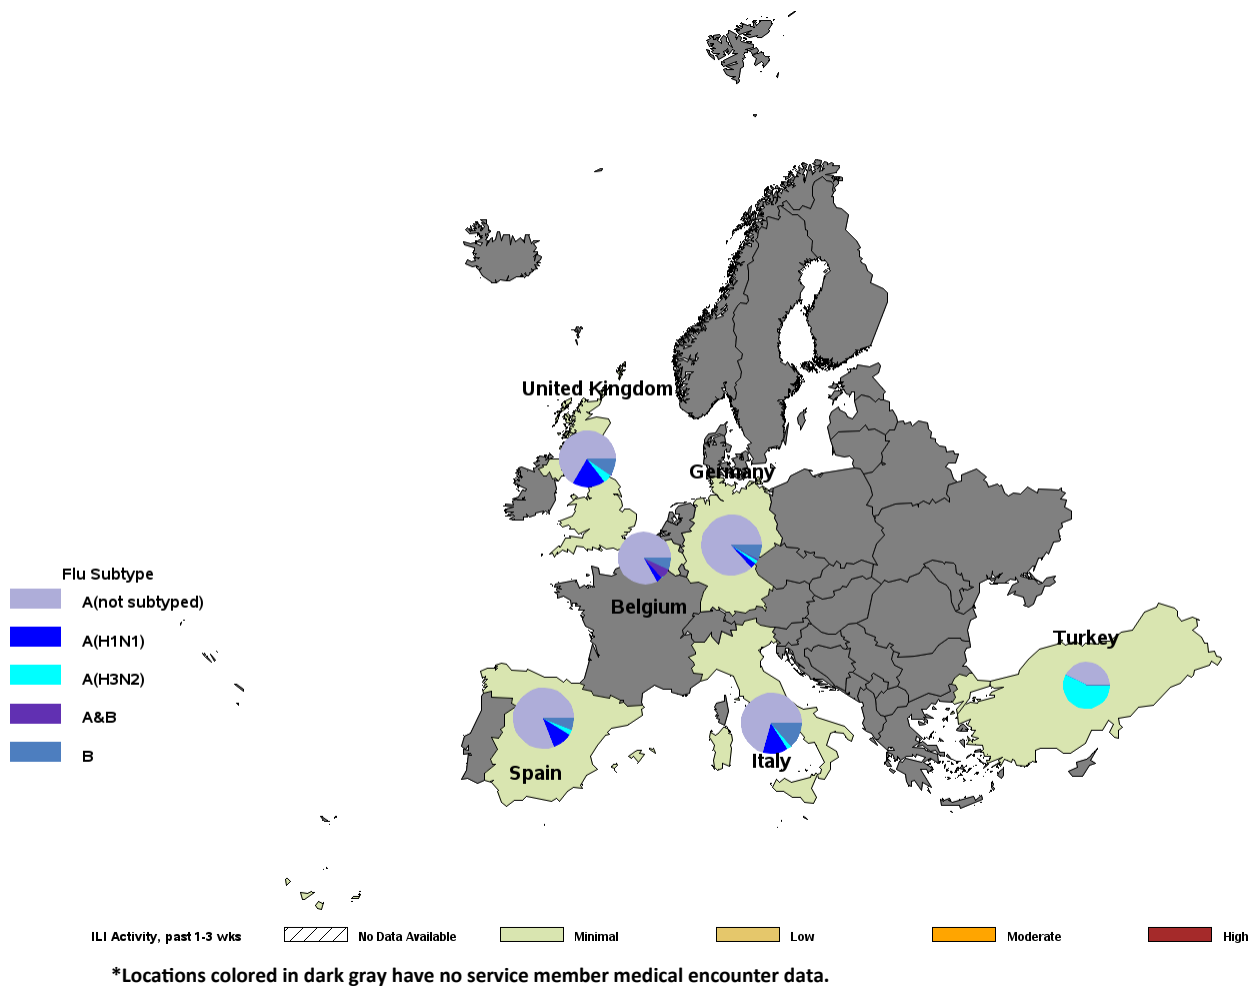 United Kingdom
Germany
Belgium
Flu Subtype
A(not subtyped)
A(H1N1)
A(H3N2)
A&B
B
Turkey
Spain
Italy
ILI Activity, past 1-3 wks
No Data Available
Minimal
Low
Moderate
High
*Locations colored in dark gray have no service member medical encounter data.